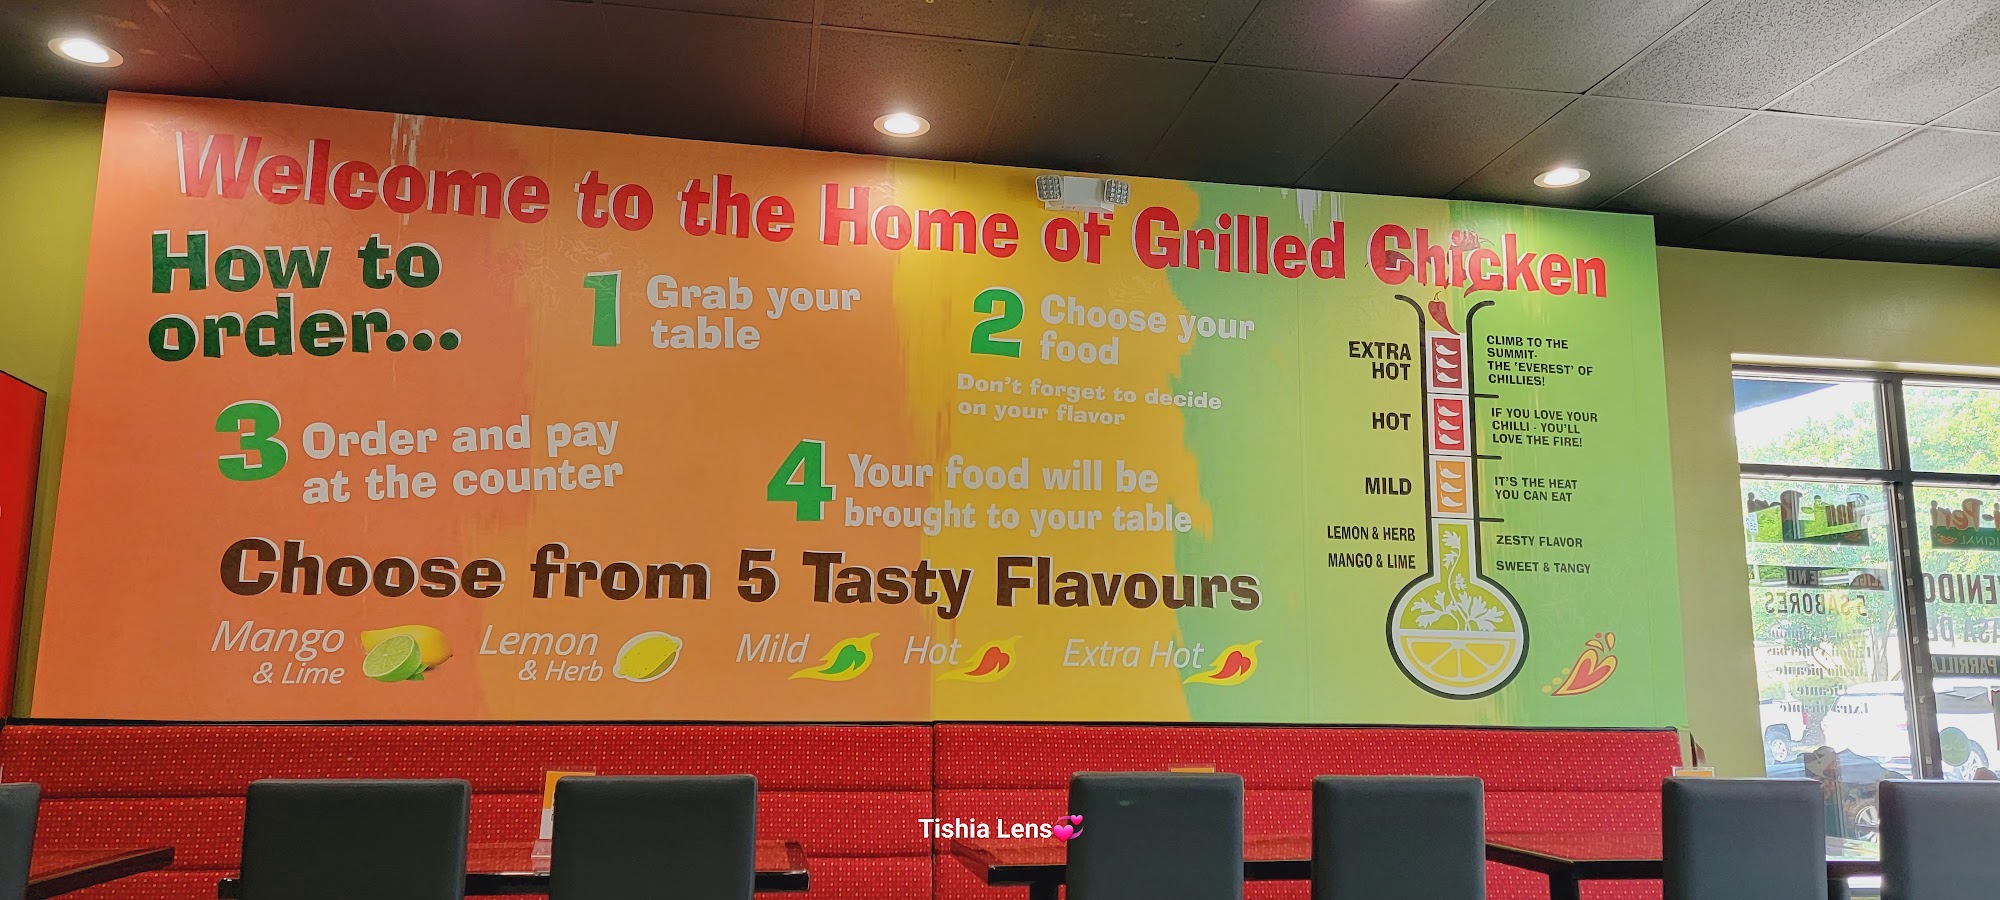 Welcome to the Home of Grilled Chicken
How to
order...
1 Grab your
table
2 Choose your
food
Don't forget to decide
on your flavor
3 Order and pay
at the counter
4 Your food will be
brought to your table
Choose from 5 Tasty Flavours
Mango
& Lime
Lemon
& Herb
Mild
Hot
Extra Hot
EXTRA
HOT
CLIMB TO THE
SUMMIT-
THE 'EVEREST' OF
CHILLIES!
HOT
IF YOU LOVE YOUR
CHILLI - YOU'LL
LOVE THE FIRE!
MILD
IT'S THE HEAT
YOU CAN EAT
LEMON & HERB
ZESTY FLAVOR
MANGO & LIME
SWEET & TANGY
5 SABORES
Tishia Lens💞